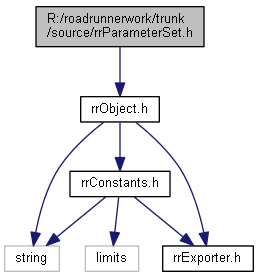 R:/roadrunnerwork/trunk
/source/rrParameterSet.h
rrObject.h
rrConstants.h
string
limits
rrExporter.h